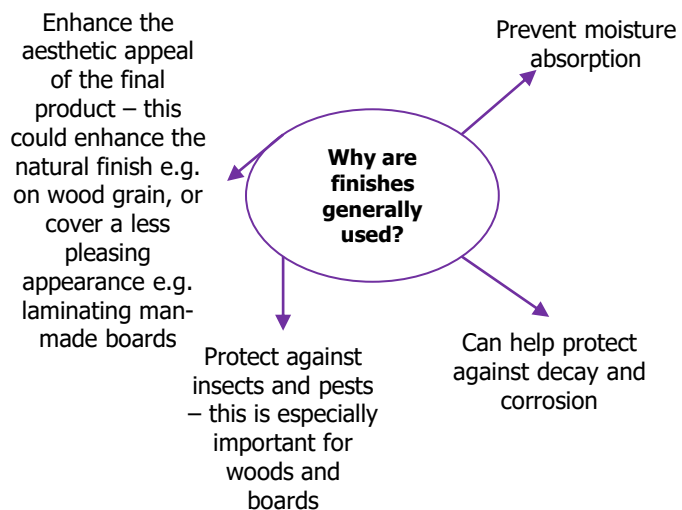 Why are
finishes
generally
used?
Enhance the
aesthetic appeal
of the final
product – this
could enhance the
natural finish e.g.
on wood grain, or
cover a less
pleasing
appearance e.g.
laminating man-
made boards
Prevent moisture
absorption
Protect against
insects and pests
– this is especially
important for
woods and
boards
Can help protect
against decay and
corrosion